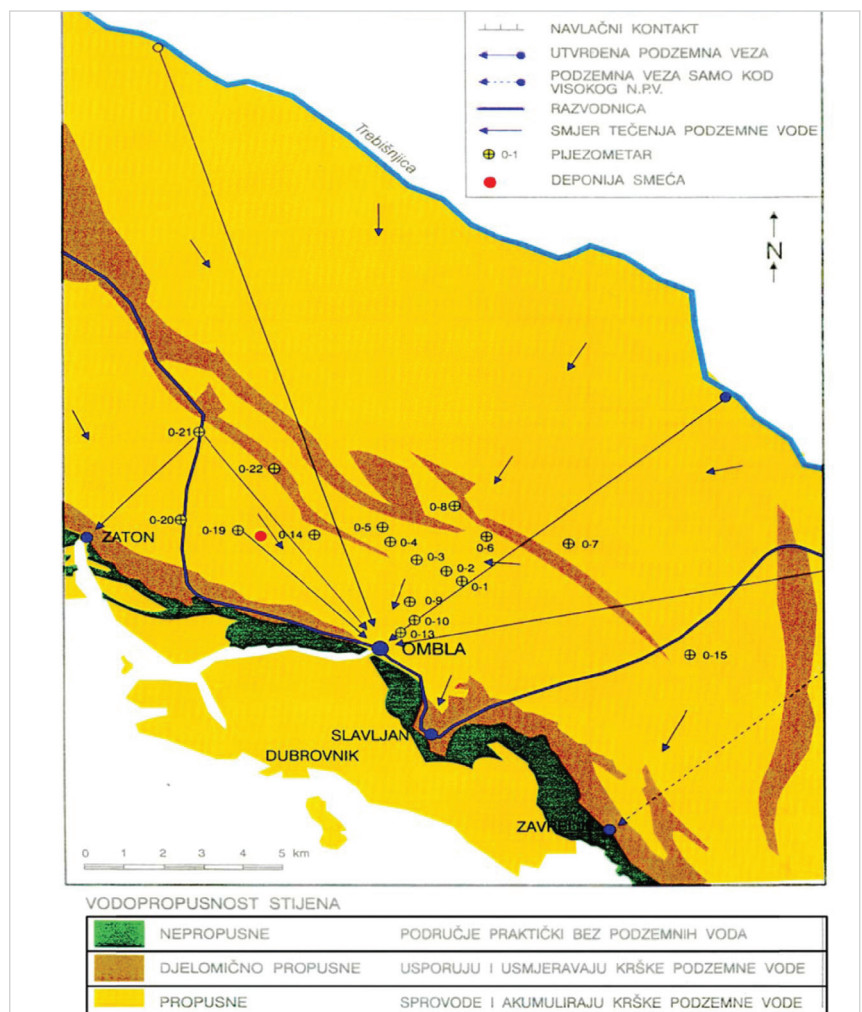 NAVLAČNI KONTAKT
UTVRĐENA PODZEMNA VEZA
PODZEMNA VEZA SAMO KOD
VISOKOG N.P.V.
RAZVODNICA
SMJER TEČENJA PODZEMNE VODE
0-1 PIJEZOMETAR
DEPONIJA SMEĆA
Trebišnjica
N
0-21
0-22
0-8
0-20
0-19
0-14
0-5
0-4
0-6
0-7
ZATON
0-3
0-2
0-1
0-9
0-10
0-13
OMBLA
0-15
SLAVLJAN
DUBROVNIK
0 1 2 3 4 5 km
VODOPROPUSNOST STIJENA
NEPROPUSNE PODRUČJE PRAKTIČKI BEZ PODZEMNIH VODA
DJELOMIČNO PROPUSNE USPORUJU I USMJERAVAJU KRŠKE PODZEMNE VODE
PROPUSNE SPROVODE I AKUMULIRAJU KRŠKE PODZEMNE VODE